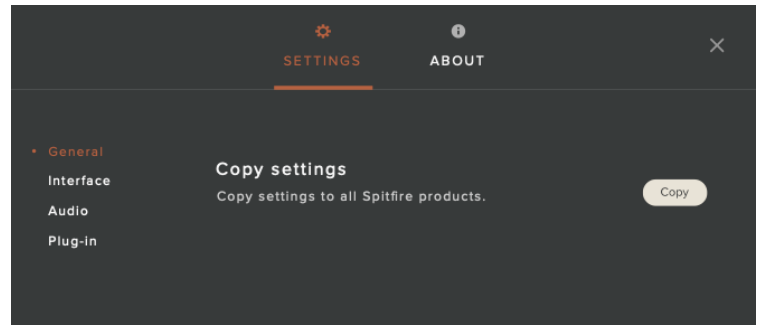 SETTINGS ABOUT
• General
Interface
Audio
Plug-in
Copy settings
Copy settings to all Spitfire products.
Copy